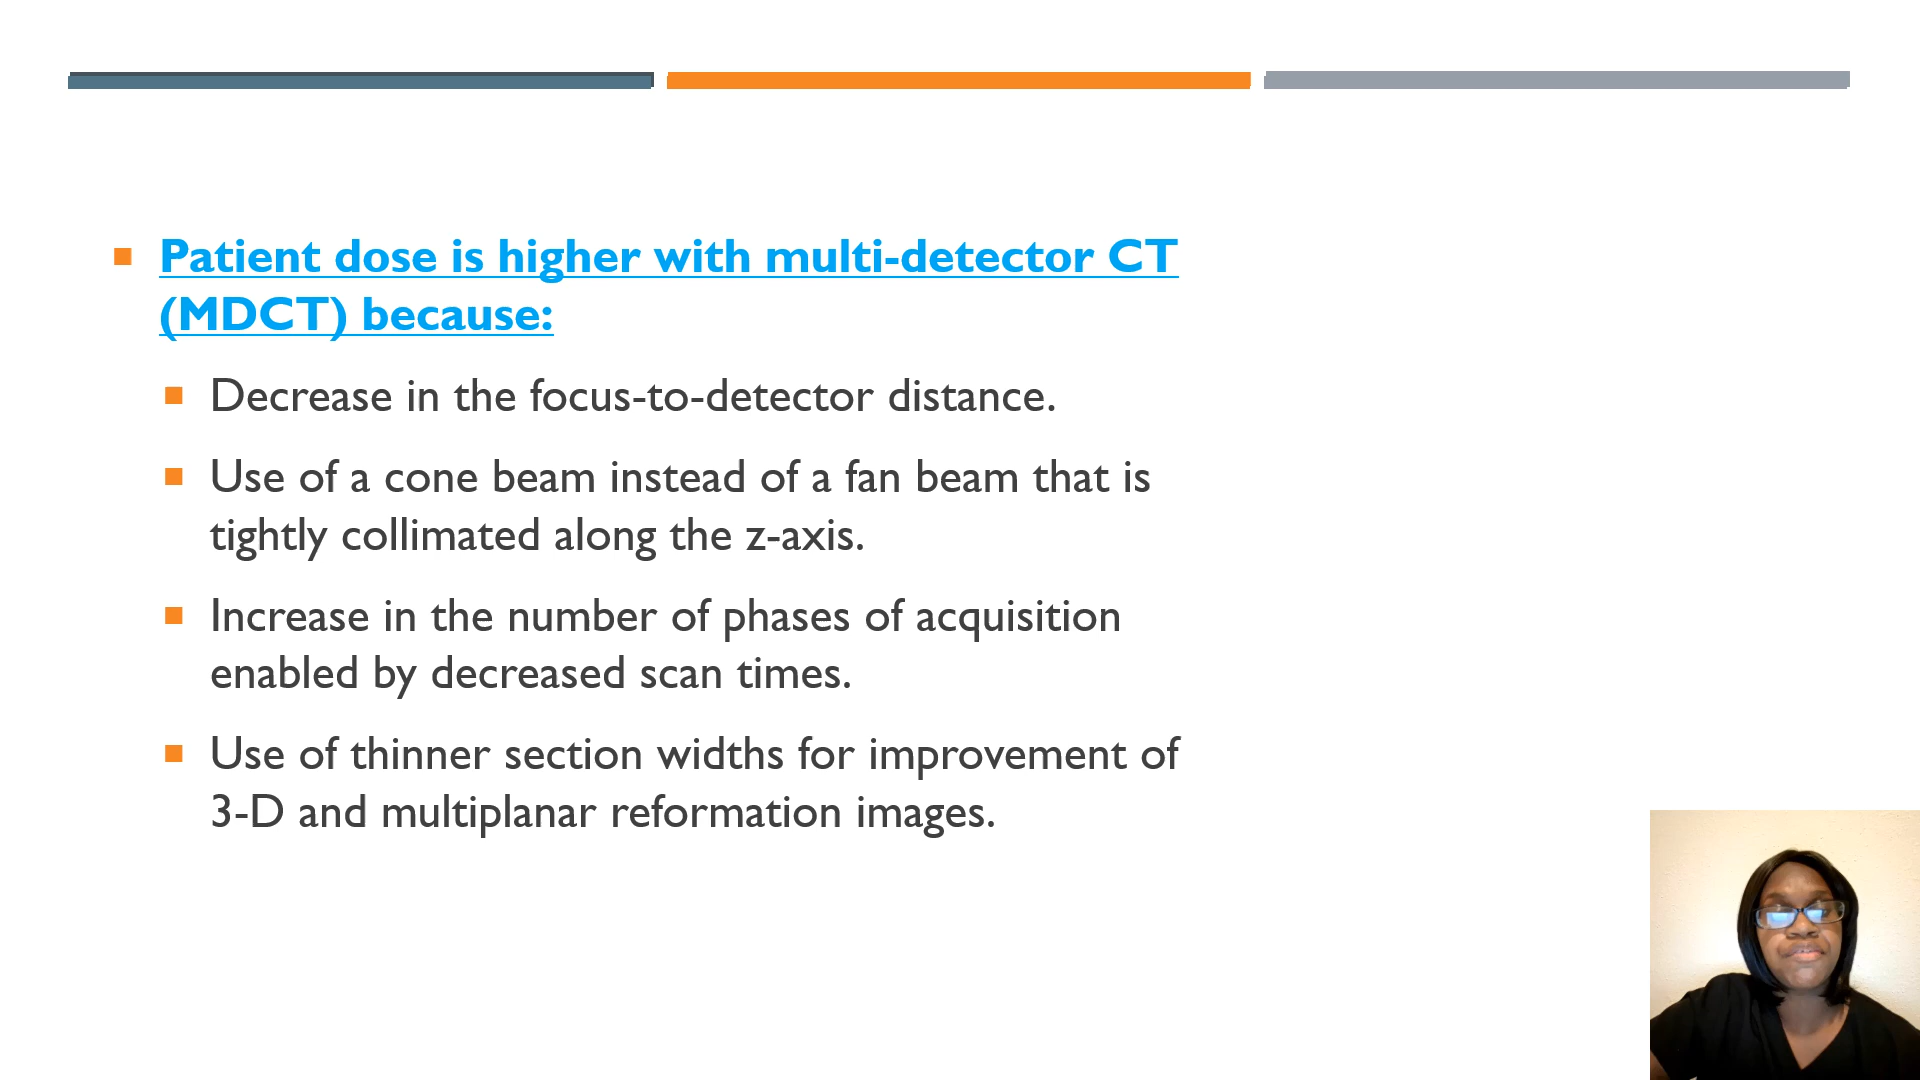 Patient dose is higher with multi-detector CT
(MDCT) because:
Decrease in the focus-to-detector distance.
Use of a cone beam instead of a fan beam that is
tightly collimated along the z-axis.
Increase in the number of phases of acquisition
enabled by decreased scan times.
Use of thinner section widths for improvement of
3-D and multiplanar reformation images.